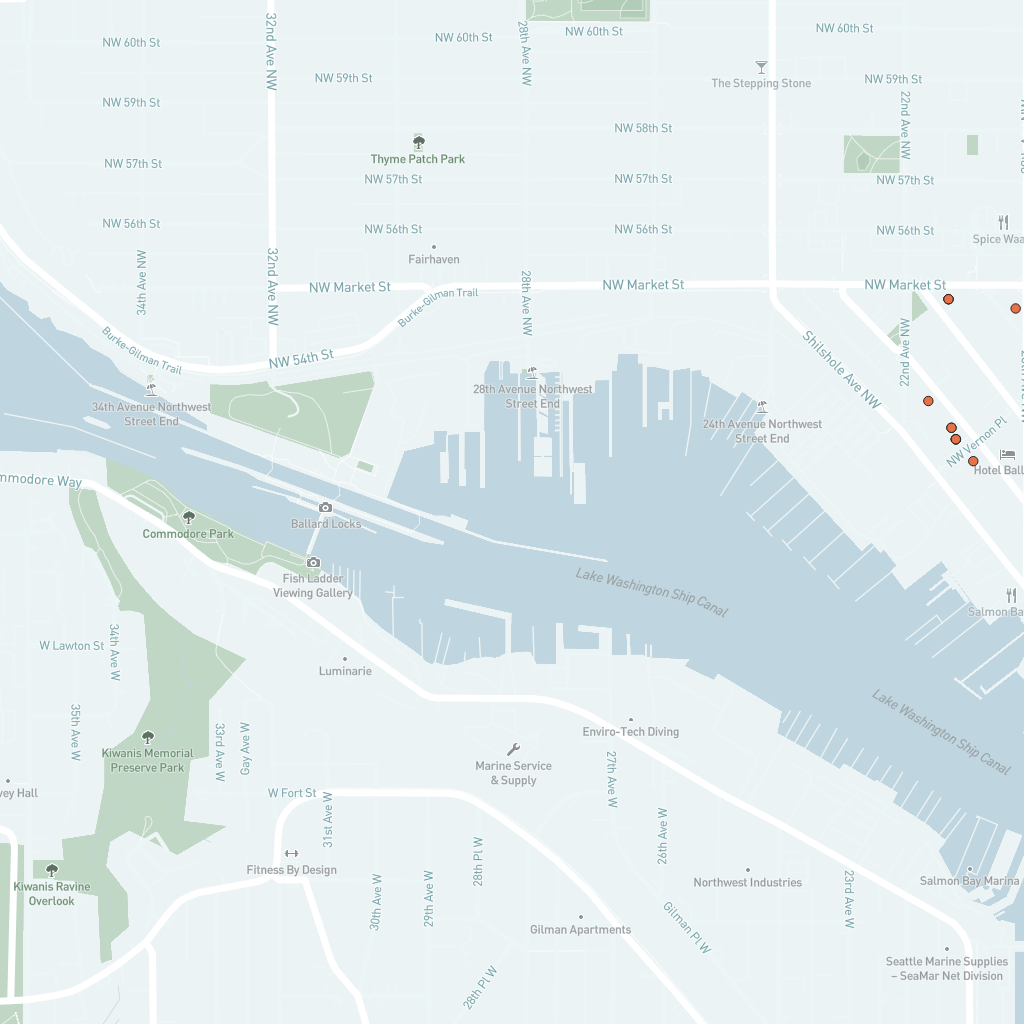 NW 60th St
32nd Ave NW
NW 60th St
28th Ave NW
NW 60th St
NW 60th St
NW 59th St
The Stepping Stone
NW 59th St
NW 59th St
22nd Ave NW
NW 58th St
Thyme Patch Park
NW 57th St
NW 57th St
NW 57th St
NW 57th St
NW 56th St
NW 56th St
NW 56th St
NW 56th St
Spice Waa
Fairhaven
34th Ave NW
32nd Ave NW
NW Market St
Burke-Gilman Trail
28th Ave NW
NW Market St
NW Market St
Burke-Gilman Trail
NW 54th St
Shilshole Ave NW
22nd Ave NW
34th Avenue Northwest
Street End
28th Avenue Northwest
Street End
24th Avenue Northwest
Street End
NW Vernon Pl
Hotel Ball
mmodore Way
Commodore Park
Ballard Locks
Fish Ladder
Viewing Gallery
Lake Washington Ship Canal
Salmon Ba
W Lawton St
34th Ave W
Luminarie
35th Ave W
33rd Ave W
Gay Ave W
Kiwanis Memorial
Preserve Park
Enviro-Tech Diving
Lake Washington Ship Canal
Marine Service
& Supply
27th Ave W
vey Hall
W Fort St
31st Ave W
28th Pl W
26th Ave W
Fitness By Design
Kiwanis Ravine
Overlook
30th Ave W
29th Ave W
Northwest Industries
23rd Ave W
Salmon Bay Marina
Gilman Apartments
Gilman Pl W
28th Pl W
Seattle Marine Supplies
– SeaMar Net Division